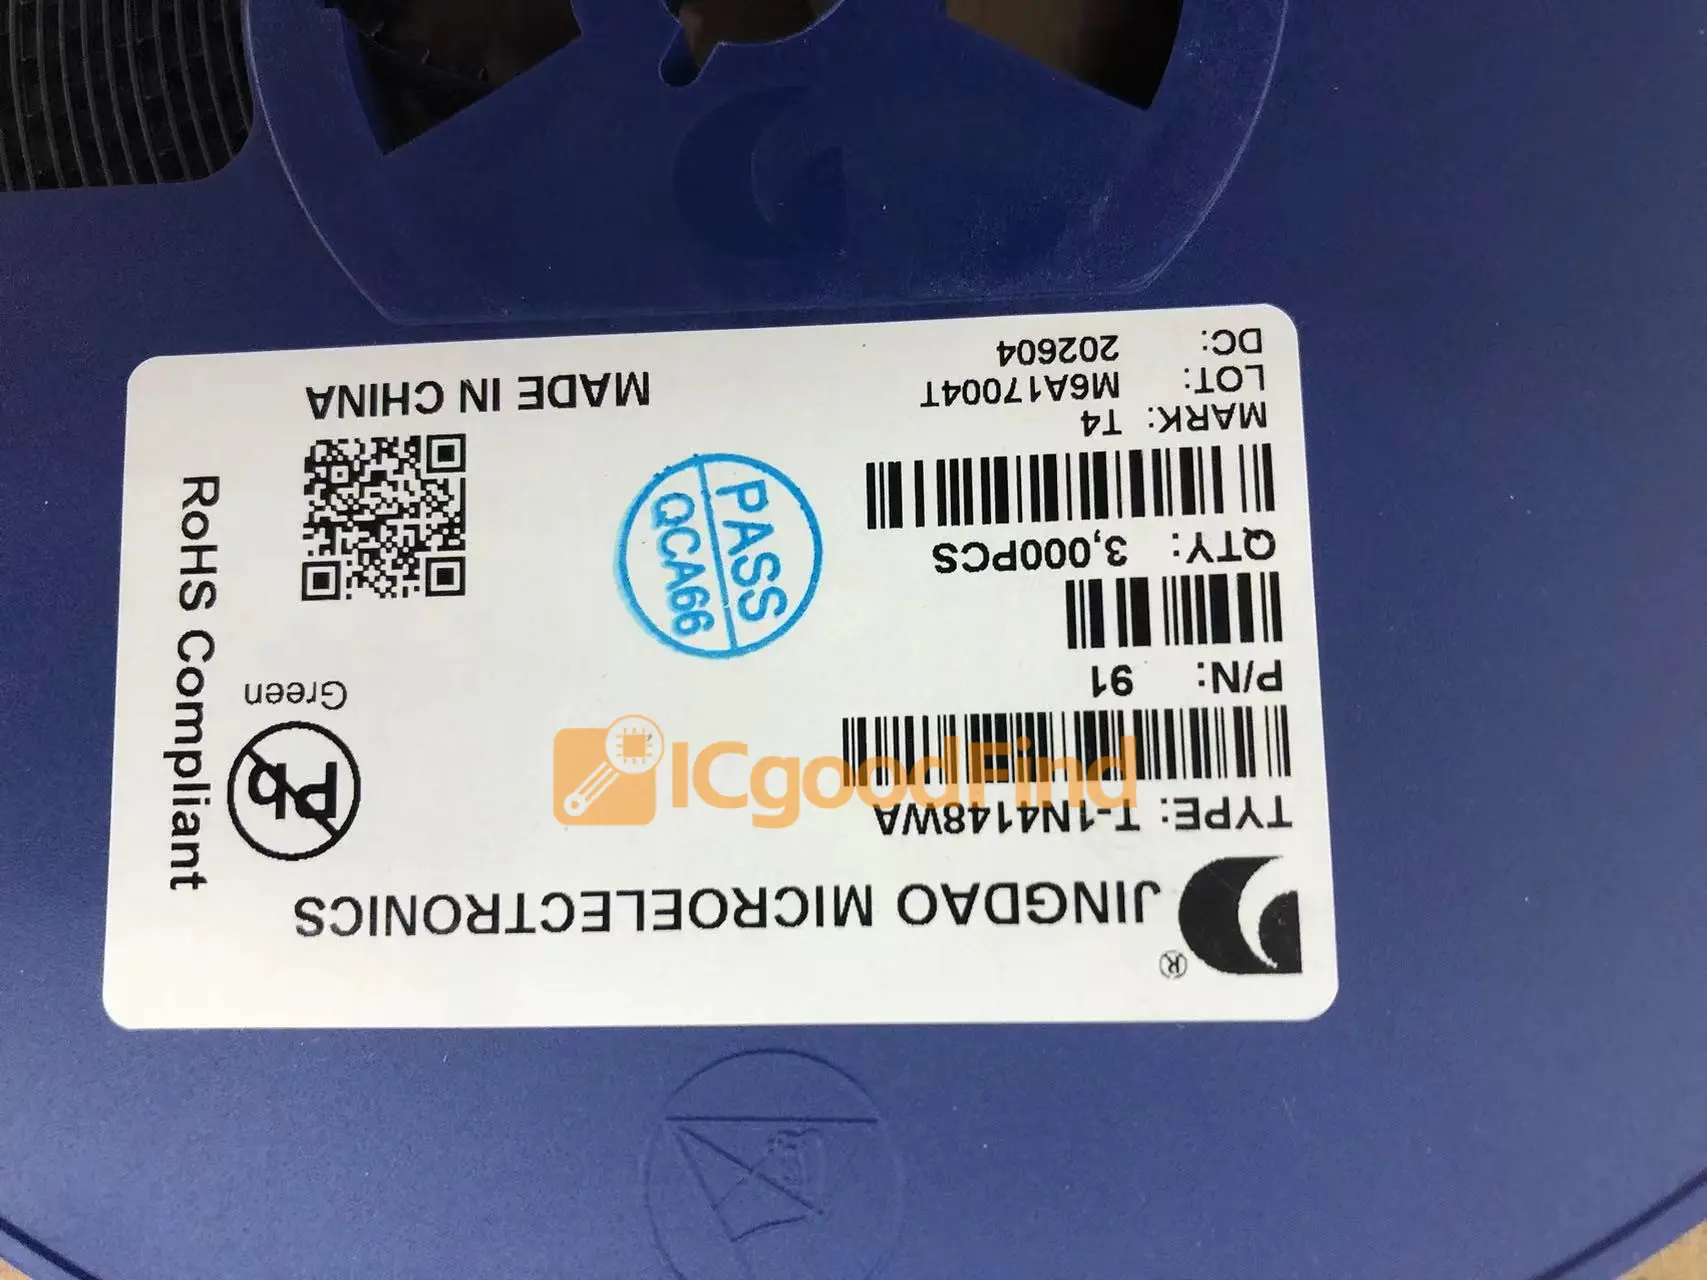 JINGDAO MICROELECTRONICS
®
TYPE: T-1N4148WA
P/N: 91
QTY: 3,000PCS
MARK: T4
LOT: M6A17004T
DC: 202604
PASS
QCA66
Pb
Green
RoHS Compliant
MADE IN CHINA
ICgoodFind